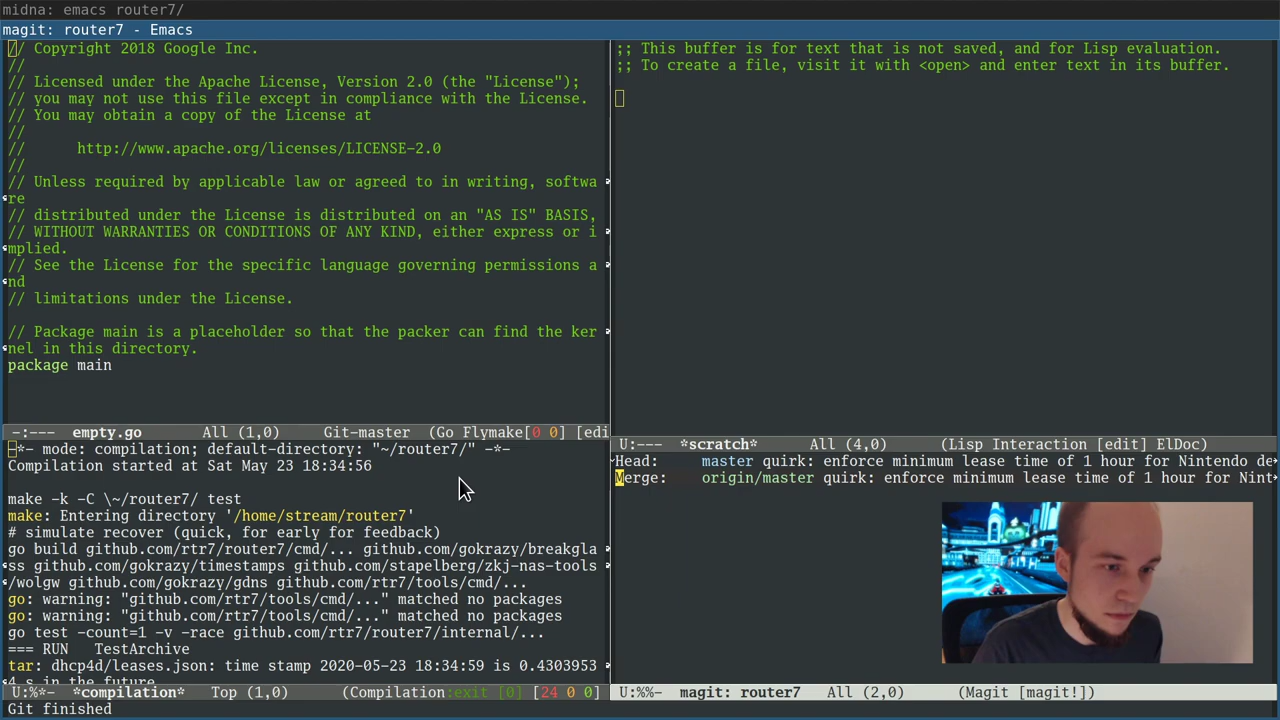 midna: emacs router7/
magit: router7 - Emacs
// Copyright 2018 Google Inc.
//
// Licensed under the Apache License, Version 2.0 (the "License");
// you may not use this file except in compliance with the License.
// You may obtain a copy of the License at
//
//      http://www.apache.org/licenses/LICENSE-2.0
//
// Unless required by applicable law or agreed to in writing, softwa
re
// distributed under the License is distributed on an "AS IS" BASIS,
// WITHOUT WARRANTIES OR CONDITIONS OF ANY KIND, either express or i
mplied.
// See the License for the specific language governing permissions a
nd
// limitations under the License.
// Package main is a placeholder so that the packer can find the ker
nel in this directory.
package main
-:---  empty.go       All (1,0)     Git-master  (Go Flymake[0 0] [edi
-*- mode: compilation; default-directory: "~/router7/" -*-
Compilation started at Sat May 23 18:34:56
make -k -C \~/router7/ test
make: Entering directory '/home/stream/router7'
# simulate recover (quick, for early for feedback)
go build github.com/rtr7/router7/cmd/... github.com/gokrazy/breakgla
ss github.com/gokrazy/timestamps github.com/stapelberg/zkj-nas-tools
/wolgw github.com/gokrazy/gdns github.com/rtr7/tools/cmd/...
go: warning: "github.com/rtr7/tools/cmd/..." matched no packages
go: warning: "github.com/rtr7/tools/cmd/..." matched no packages
go test -count=1 -v -race github.com/rtr7/router7/internal/...
=== RUN   TestArchive
tar: dhcp4d/leases.json: time stamp 2020-05-23 18:34:59 is 0.4303953
4 s in the future
U:%*-  *compilation*   Top (1,0)      (Compilation:exit [0] [24 0 0]
Git finished
;; This buffer is for text that is not saved, and for Lisp evaluation.
;; To create a file, visit it with <open> and enter text in its buffer.
U:---  *scratch*      All (4,0)      (Lisp Interaction [edit] ElDoc)
Head:     master quirk: enforce minimum lease time of 1 hour for Nintendo de
Merge:    origin/master quirk: enforce minimum lease time of 1 hour for Nint
U:%%-  magit: router7   All (2,0)      (Magit [magit!])